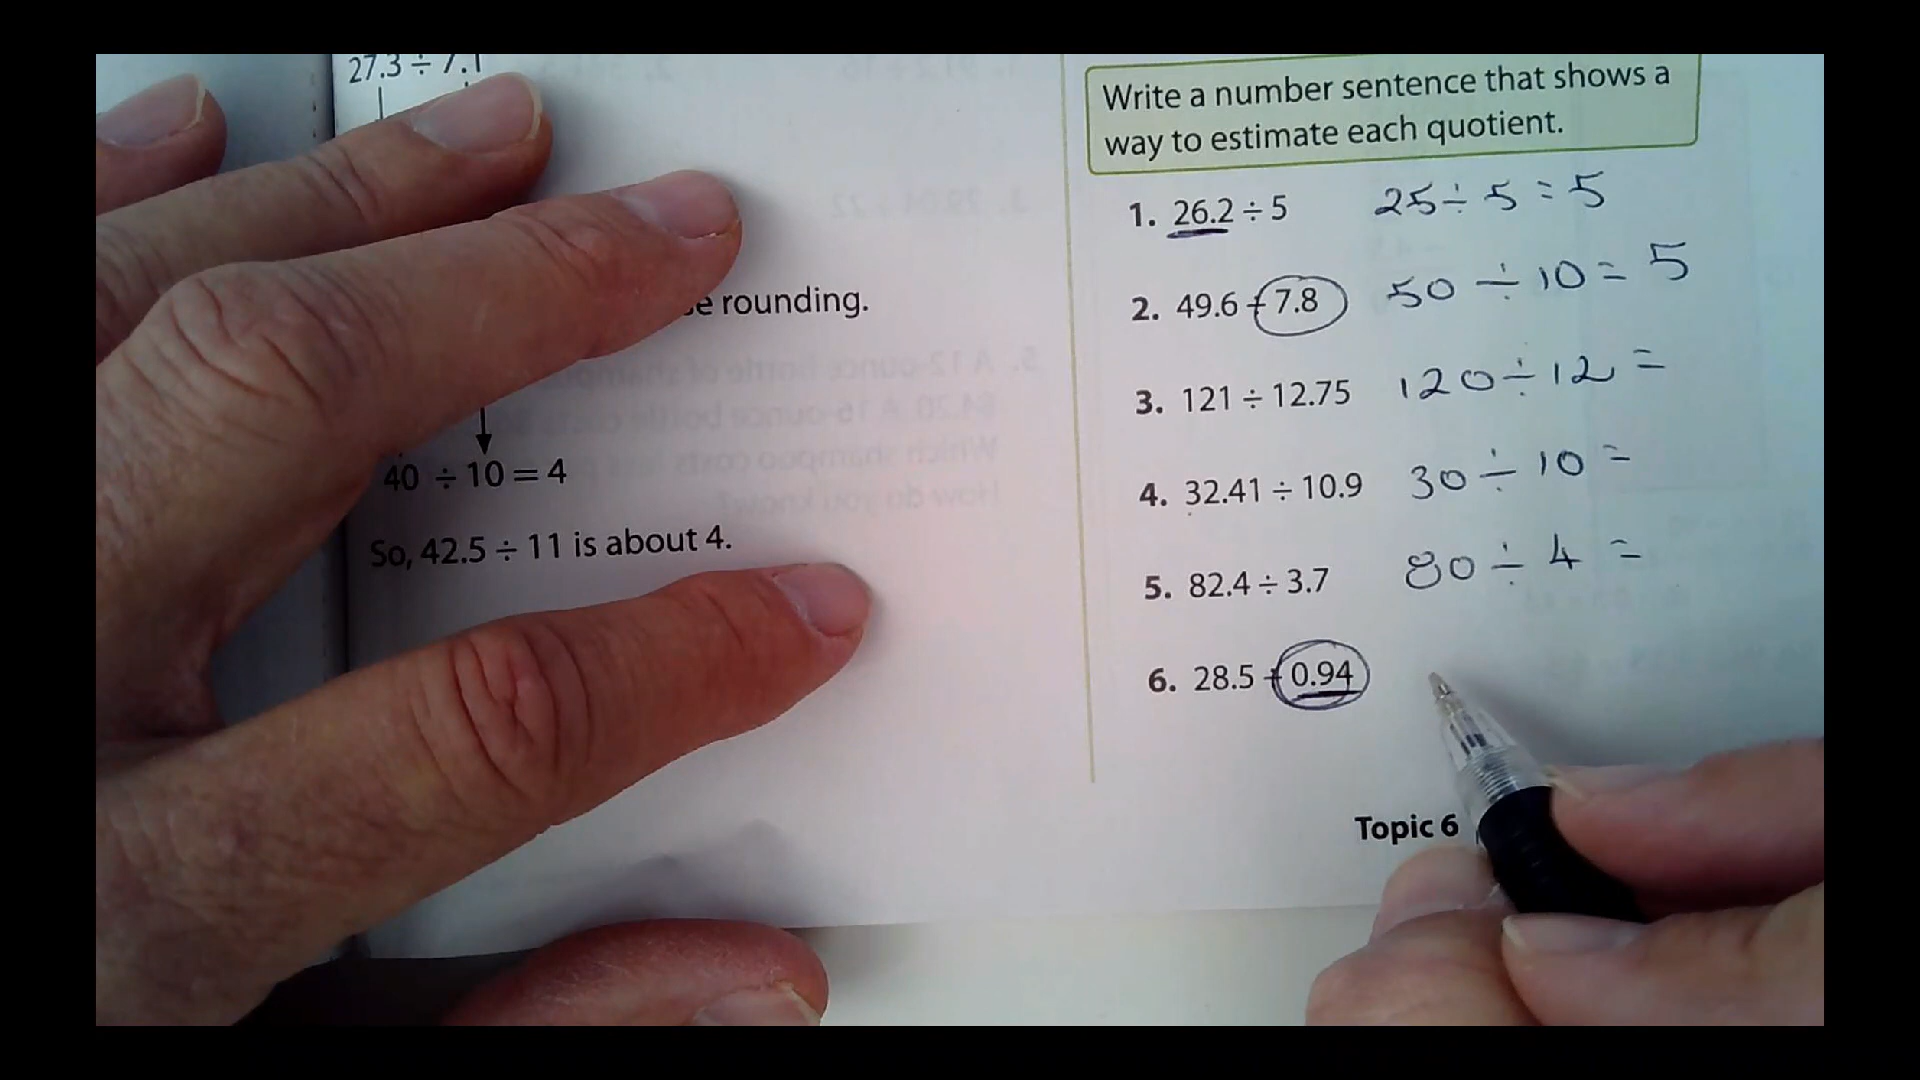 27.3 ÷ 7.1
rounding.
40 ÷ 10 = 4
So, 42.5 ÷ 11 is about 4.
Write a number sentence that shows a
way to estimate each quotient.
1. 26.2 ÷ 5 25 ÷ 5 = 5
2. 49.6 ÷ 7.8 50 ÷ 10 = 5
3. 121 ÷ 12.75 120 ÷ 12 =
4. 32.41 ÷ 10.9 30 ÷ 10 =
5. 82.4 ÷ 3.7 80 ÷ 4 =
6. 28.5 ÷ 0.94
Topic 6